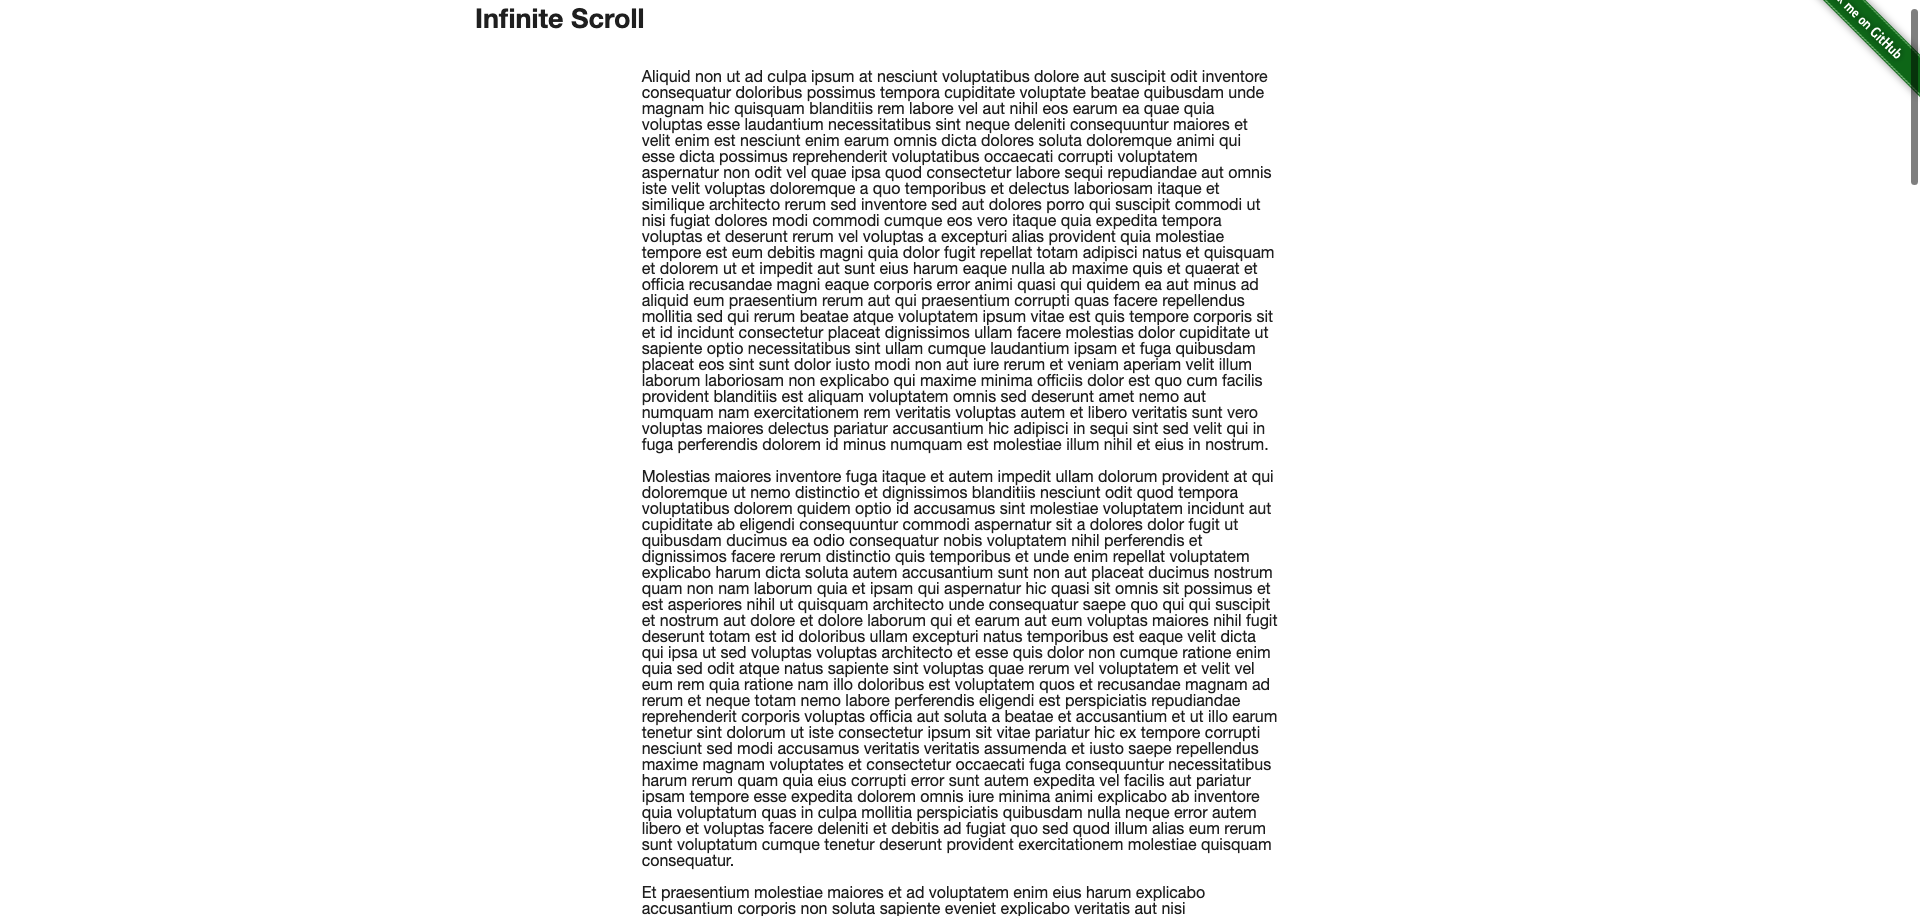 Infinite Scroll
me on GitHub
Aliquid non ut ad culpa ipsum at nesciunt voluptatibus dolore aut suscipit odit inventore
consequatur doloribus possimus tempora cupiditate voluptate beatae quibusdam unde
magnam hic quisquam blanditiis rem labore vel aut nihil eos earum ea quae quia
voluptas esse laudantium necessitatibus sint neque deleniti consequuntur maiores et
velit enim est nesciunt enim earum omnis dicta dolores soluta doloremque animi qui
esse dicta possimus reprehenderit voluptatibus occaecati corrupti voluptatem
aspernatur non odit vel quae ipsa quod consectetur labore sequi repudiandae aut omnis
iste velit voluptas doloremque a quo temporibus et delectus laboriosam itaque et
similique architecto rerum sed inventore sed aut dolores porro qui suscipit commodi ut
nisi fugiat dolores modi commodi cumque eos vero itaque quia expedita tempora
voluptas et deserunt rerum vel voluptas a excepturi alias provident quia molestiae
tempore est eum debitis magni quia dolor fugit repellat totam adipisci natus et quisquam
et dolorem ut et impedit aut sunt eius harum eaque nulla ab maxime quis et quaerat et
officia recusandae magni eaque corporis error animi quasi qui quidem ea aut minus ad
aliquid eum praesentium rerum aut qui praesentium corrupti quas facere repellendus
mollitia sed qui rerum beatae atque voluptatem ipsum vitae est quis tempore corporis sit
et id incidunt consectetur placeat dignissimos ullam facere molestias dolor cupiditate ut
sapiente optio necessitatibus sint ullam cumque laudantium ipsam et fuga quibusdam
placeat eos sint sunt dolor iusto modi non aut iure rerum et veniam aperiam velit illum
laborum laboriosam non explicabo qui maxime minima officiis dolor est quo cum facilis
provident blanditiis est aliquam voluptatem omnis sed deserunt amet nemo aut
numquam nam exercitationem rem veritatis voluptas autem et libero veritatis sunt vero
voluptas maiores delectus pariatur accusantium hic adipisci in sequi sint sed velit qui in
fuga perferendis dolorem id minus numquam est molestiae illum nihil et eius in nostrum.
Molestias maiores inventore fuga itaque et autem impedit ullam dolorum provident at qui
doloremque ut nemo distinctio et dignissimos blanditiis nesciunt odit quod tempora
voluptatibus dolorem quidem optio id accusamus sint molestiae voluptatem incidunt aut
cupiditate ab eligendi consequuntur commodi aspernatur sit a dolores dolor fugit ut
quibusdam ducimus ea odio consequatur nobis voluptatem nihil perferendis et
dignissimos facere rerum distinctio quis temporibus et unde enim repellat voluptatem
explicabo harum dicta soluta autem accusantium sunt non aut placeat ducimus nostrum
quam non nam laborum quia et ipsam qui aspernatur hic quasi sit omnis sit possimus et
est asperiores nihil ut quisquam architecto unde consequatur saepe quo qui qui suscipit
et nostrum aut dolore et dolore laborum qui et earum aut eum voluptas maiores nihil fugit
deserunt totam est id doloribus ullam excepturi natus temporibus est eaque velit dicta
qui ipsa ut sed voluptas voluptas architecto et esse quis dolor non cumque ratione enim
quia sed odit atque natus sapiente sint voluptas quae rerum vel voluptatem et velit vel
eum rem quia ratione nam illo doloribus est voluptatem quos et recusandae magnam ad
rerum et neque totam nemo labore perferendis eligendi est perspiciatis repudiandae
reprehenderit corporis voluptas officia aut soluta a beatae et accusantium et ut illo earum
tenetur sint dolorum ut iste consectetur ipsum sit vitae pariatur hic ex tempore corrupti
nesciunt sed modi accusamus veritatis veritatis assumenda et iusto saepe repellendus
maxime magnam voluptates et consectetur occaecati fuga consequuntur necessitatibus
harum rerum quam quia eius corrupti error sunt autem expedita vel facilis aut pariatur
ipsam tempore esse expedita dolorem omnis iure minima animi explicabo ab inventore
quia voluptatum quas in culpa mollitia perspiciatis quibusdam nulla neque error autem
libero et voluptas facere deleniti et debitis ad fugiat quo sed quod illum alias eum rerum
sunt voluptatum cumque tenetur deserunt provident exercitationem molestiae quisquam
consequatur.
Et praesentium molestiae maiores et ad voluptatem enim eius harum explicabo
accusantium corporis non soluta sapiente eveniet explicabo veritatis aut nisi